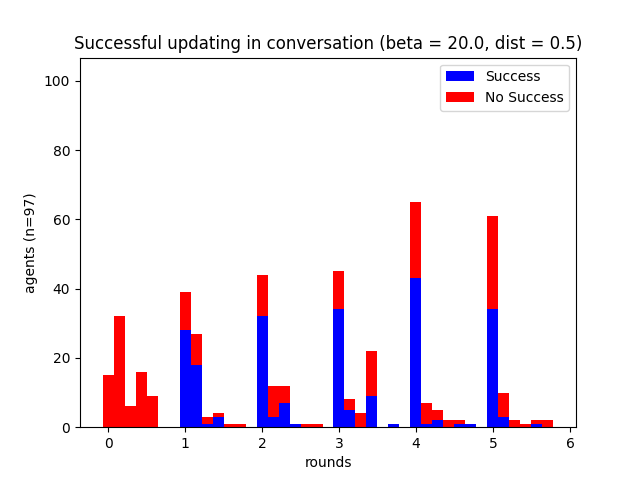 Successful updating in conversation (beta = 20.0, dist = 0.5)
Success
No Success
agents (n=97)
100
80
60
40
20
0
0 1 2 3 4 5 6
rounds